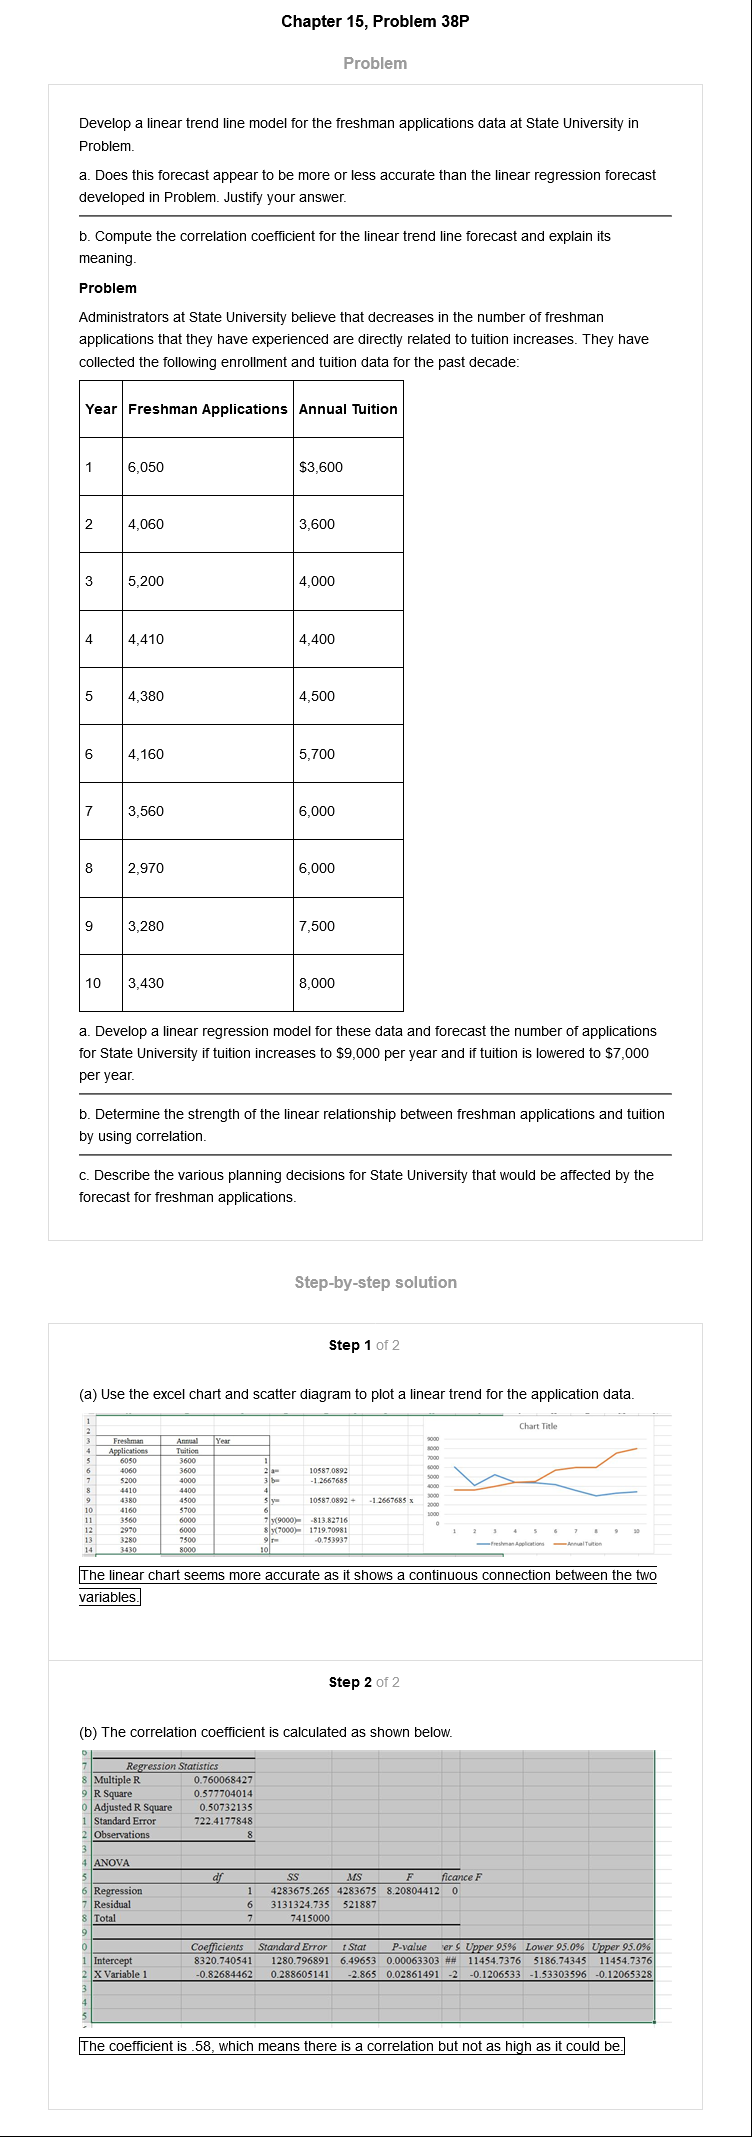 Chapter 15, Problem 38P
Problem
Develop a linear trend line model for the freshman applications data at State University in
Problem.
a. Does this forecast appear to be more or less accurate than the linear regression forecast
developed in Problem. Justify your answer.
b. Compute the correlation coefficient for the linear trend line forecast and explain its
meaning.
Problem
Administrators at State University believe that decreases in the number of freshman
applications that they have experienced are directly related to tuition increases. They have
collected the following enrollment and tuition data for the past decade:
Year Freshman Applications Annual Tuition
1 6,050 $3,600
2 4,060 3,600
3 5,200 4,000
4 4,410 4,400
5 4,380 4,500
6 4,160 5,700
7 3,560 6,000
8 2,970 6,000
9 3,280 7,500
10 3,430 8,000
a. Develop a linear regression model for these data and forecast the number of applications
for State University if tuition increases to $9,000 per year and if tuition is lowered to $7,000
per year.
b. Determine the strength of the linear relationship between freshman applications and tuition
by using correlation.
c. Describe the various planning decisions for State University that would be affected by the
forecast for freshman applications.
Step-by-step solution
Step 1 of 2
(a) Use the excel chart and scatter diagram to plot a linear trend for the application data.
1
2
3 Freshman Annual Year
4 Applications Tuition
5 6050 3600 1
6 4060 3600 2 a= 10587.0892
7 5200 4000 3 b= -1.2667685
8 4410 4400 4
9 4380 4500 5 y= 10587.0892 + -1.2667685 x
10 4160 5700 6
11 3560 6000 7 y(9000)= -813.82716
12 2970 6000 8 y(7000)= 1719.70981
13 3280 7500 9 r= -0.753937
14 3430 8000 10
Chart Title
9000
8000
7000
6000
5000
4000
3000
2000
1000
0
1 2 3 4 5 6 7 8 9 10
Freshman Applications Annual Tuition
The linear chart seems more accurate as it shows a continuous connection between the two
variables.
Step 2 of 2
(b) The correlation coefficient is calculated as shown below.
6
7 Regression Statistics
8 Multiple R 0.760068427
9 R Square 0.577704014
0 Adjusted R Square 0.50732135
1 Standard Error 722.4177848
2 Observations 8
3
4 ANOVA
5 df SS MS F ficance F
6 Regression 1 4283675.265 4283675 8.20804412 0
7 Residual 6 3131324.735 521887
8 Total 7 7415000
9
0 Coefficients Standard Error t Stat P-value Upper 95% Lower 95.0% Upper 95.0%
1 Intercept 8320.740541 1280.796891 6.49653 0.00063303 ## 11454.7376 5186.74345 11454.7376
2 X Variable 1 -0.82684462 0.288605141 -2.865 0.02861491 -2 -0.1206533 -1.53303596 -0.12065328
3
4
5
The coefficient is .58, which means there is a correlation but not as high as it could be.